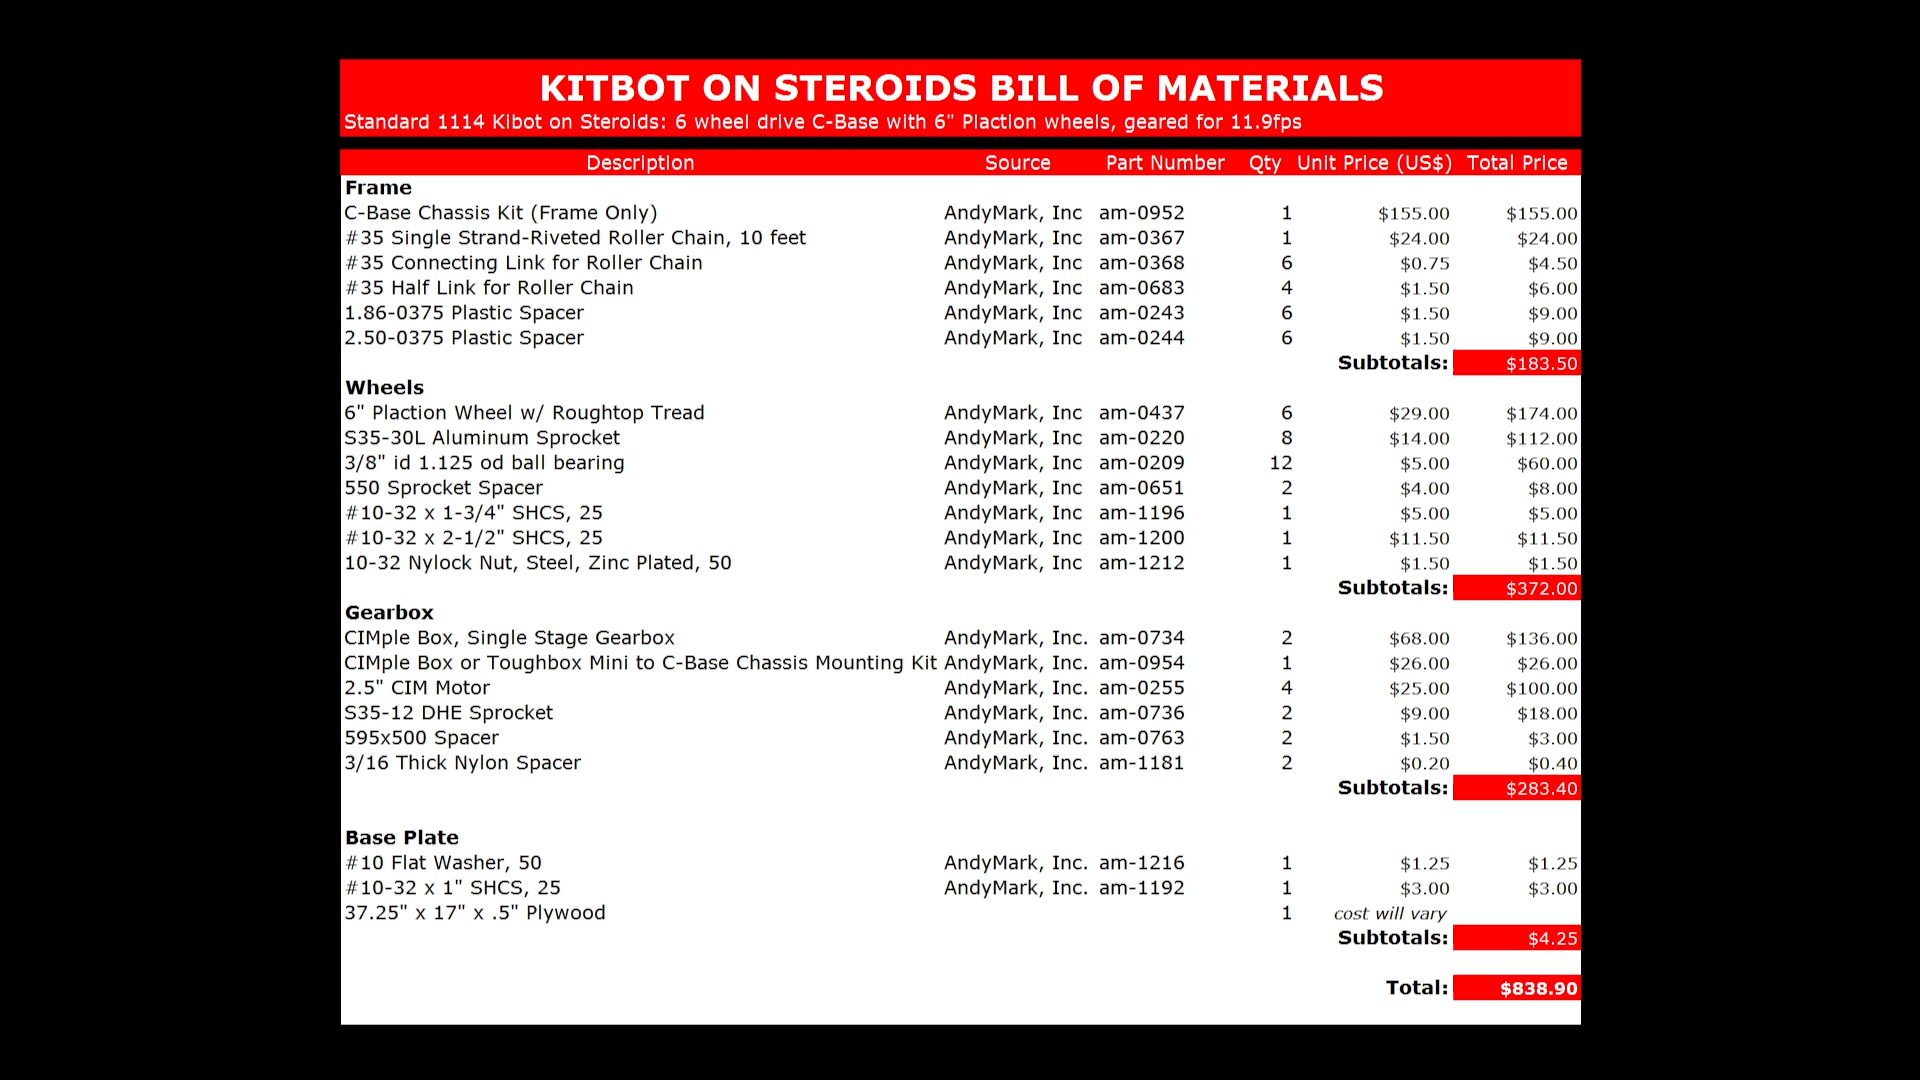 KITBOT ON STEROIDS BILL OF MATERIALS
Standard 1114 Kibot on Steroids: 6 wheel drive C-Base with 6" Plaction wheels, geared for 11.9fps
Description Source Part Number Qty Unit Price (US$) Total Price
Frame
C-Base Chassis Kit (Frame Only) AndyMark, Inc am-0952 1 $155.00 $155.00
#35 Single Strand-Riveted Roller Chain, 10 feet AndyMark, Inc am-0367 1 $24.00 $24.00
#35 Connecting Link for Roller Chain AndyMark, Inc am-0368 6 $0.75 $4.50
#35 Half Link for Roller Chain AndyMark, Inc am-0683 4 $1.50 $6.00
1.86-0375 Plastic Spacer AndyMark, Inc am-0243 6 $1.50 $9.00
2.50-0375 Plastic Spacer AndyMark, Inc am-0244 6 $1.50 $9.00
Subtotals: $183.50
Wheels
6" Plaction Wheel w/ Roughtop Tread AndyMark, Inc am-0437 6 $29.00 $174.00
S35-30L Aluminum Sprocket AndyMark, Inc am-0220 8 $14.00 $112.00
3/8" id 1.125 od ball bearing AndyMark, Inc am-0209 12 $5.00 $60.00
550 Sprocket Spacer AndyMark, Inc am-0651 2 $4.00 $8.00
#10-32 x 1-3/4" SHCS, 25 AndyMark, Inc am-1196 1 $5.00 $5.00
#10-32 x 2-1/2" SHCS, 25 AndyMark, Inc am-1200 1 $11.50 $11.50
10-32 Nylock Nut, Steel, Zinc Plated, 50 AndyMark, Inc am-1212 1 $1.50 $1.50
Subtotals: $372.00
Gearbox
CIMple Box, Single Stage Gearbox AndyMark, Inc. am-0734 2 $68.00 $136.00
CIMple Box or Toughbox Mini to C-Base Chassis Mounting Kit AndyMark, Inc. am-0954 1 $26.00 $26.00
2.5" CIM Motor AndyMark, Inc. am-0255 4 $25.00 $100.00
S35-12 DHE Sprocket AndyMark, Inc. am-0736 2 $9.00 $18.00
595x500 Spacer AndyMark, Inc. am-0763 2 $1.50 $3.00
3/16 Thick Nylon Spacer AndyMark, Inc. am-1181 2 $0.20 $0.40
Subtotals: $283.40
Base Plate
#10 Flat Washer, 50 AndyMark, Inc. am-1216 1 $1.25 $1.25
#10-32 x 1" SHCS, 25 AndyMark, Inc. am-1192 1 $3.00 $3.00
37.25" x 17" x .5" Plywood 1 cost will vary
Subtotals: $4.25
Total: $838.90